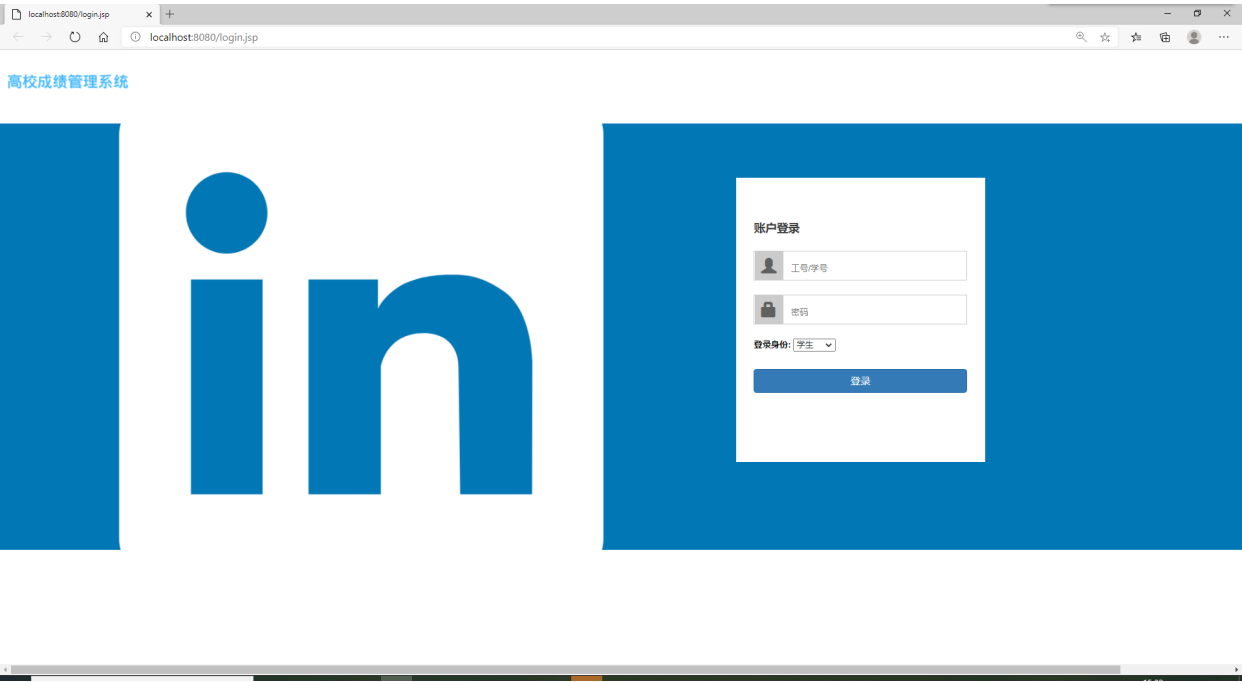 localhost:8080/login.jsp
localhost:8080/login.jsp
高校成绩管理系统
in
账户登录
工号/学号
密码
登录身份: 学生
登录